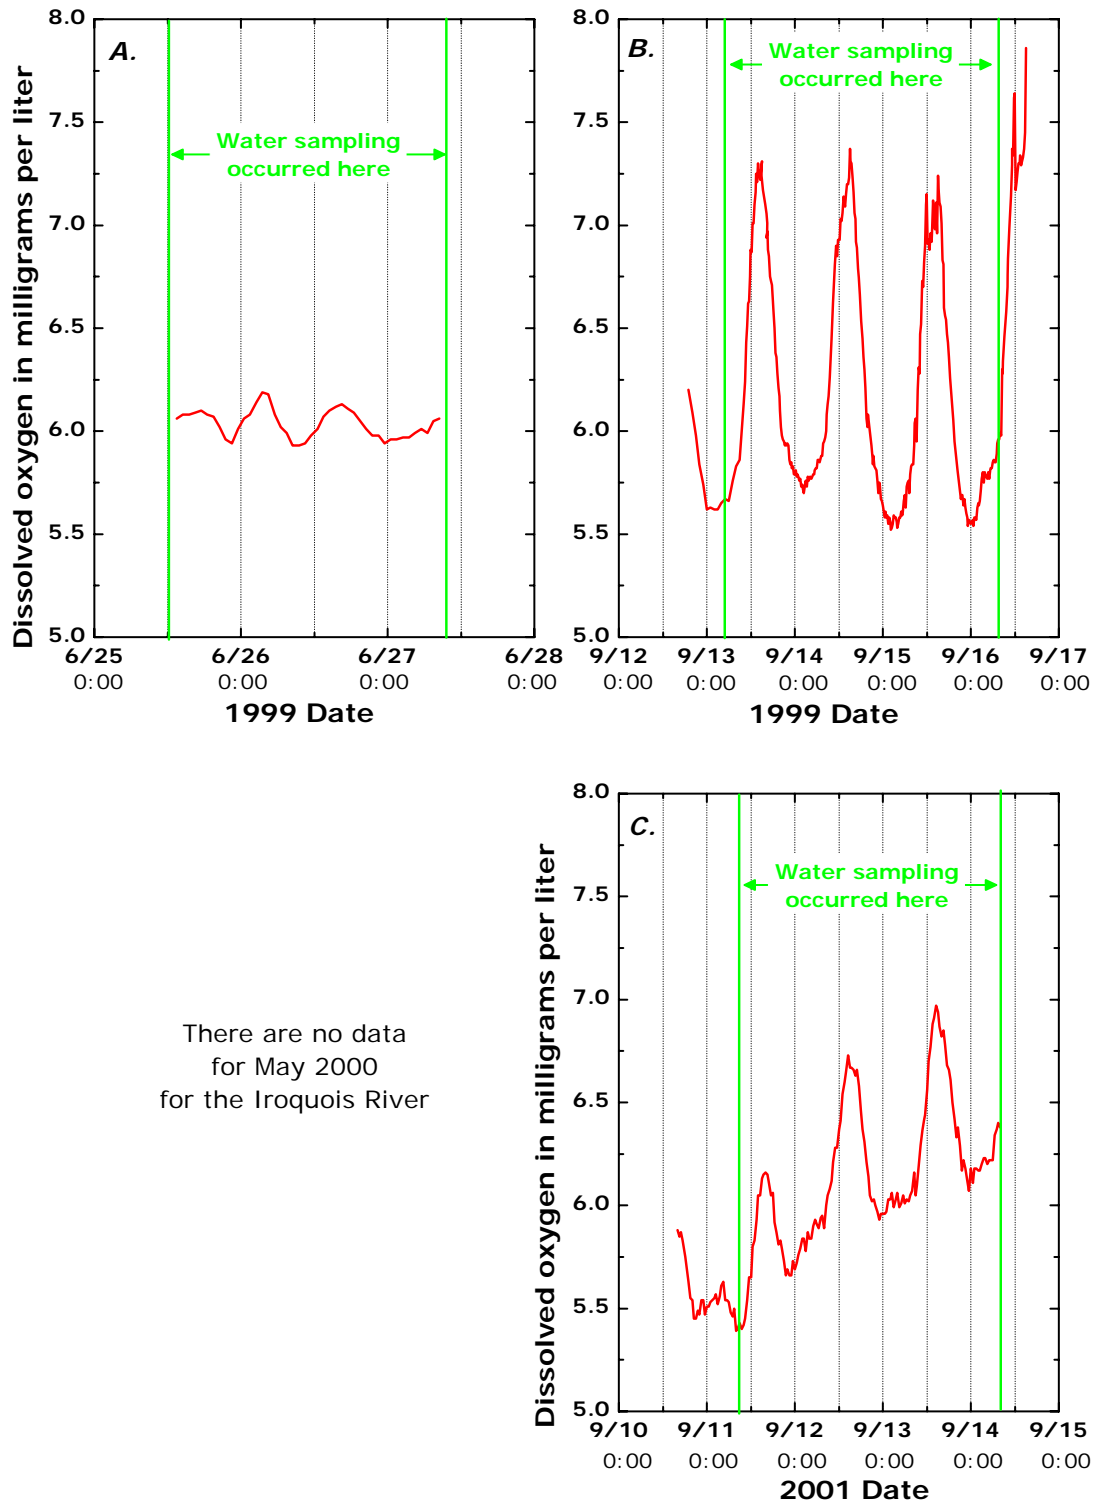 A.
Dissolved oxygen in milligrams per liter
8.0
7.5
7.0
6.5
6.0
5.5
5.0
Water sampling
occurred here
6/25 6/26 6/27 6/28
0:00 0:00 0:00 0:00
1999 Date
B.
Water sampling
occurred here
8.0
7.5
7.0
6.5
6.0
5.5
5.0
9/12 9/13 9/14 9/15 9/16 9/17
0:00 0:00 0:00 0:00 0:00 0:00
1999 Date
There are no data
for May 2000
for the Iroquois River
C.
Dissolved oxygen in milligrams per liter
8.0
7.5
7.0
6.5
6.0
5.5
5.0
Water sampling
occurred here
9/10 9/11 9/12 9/13 9/14 9/15
0:00 0:00 0:00 0:00 0:00 0:00
2001 Date